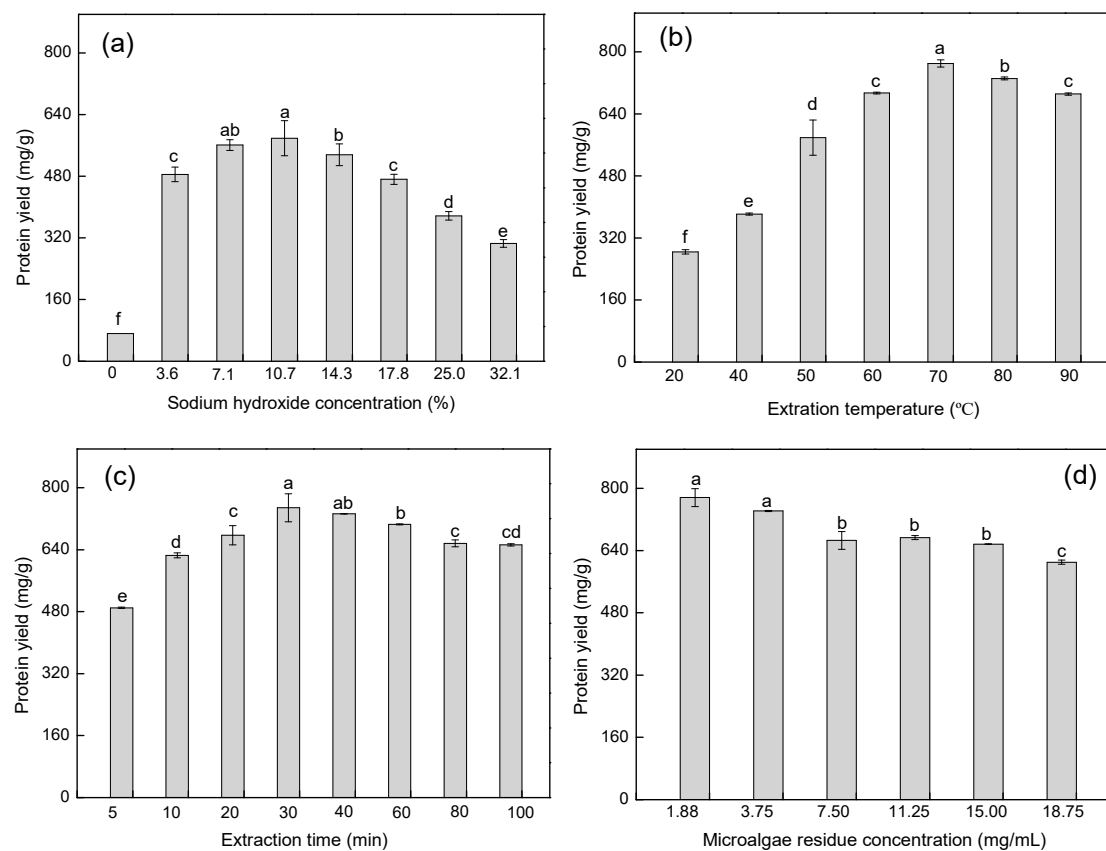 (a)
Protein yield (mg/g)
800
640
480
320
160
0
f
c
ab
a
b
c
d
e
0 3.6 7.1 10.7 14.3 17.8 25.0 32.1
Sodium hydroxide concentration (%)
(b)
Protein yield (mg/g)
800
640
480
320
160
0
f
e
d
c
a
b
c
20 40 50 60 70 80 90
Extration temperature (ºC)
(c)
Protein yield (mg/g)
800
640
480
320
160
0
e
d
c
a
ab
b
c
cd
5 10 20 30 40 60 80 100
Extraction time (min)
(d)
Protein yield (mg/g)
800
640
480
320
160
0
a
a
b
b
b
c
1.88 3.75 7.50 11.25 15.00 18.75
Microalgae residue concentration (mg/mL)